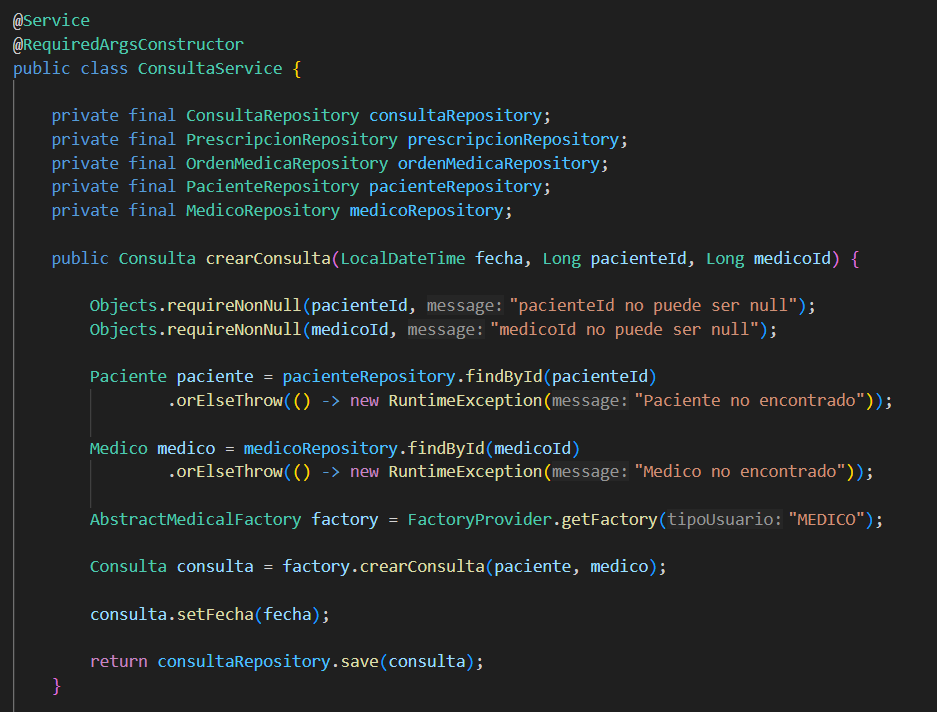 @Service
@RequiredArgsConstructor
public class ConsultaService {
private final ConsultaRepository consultaRepository;
private final PrescripcionRepository prescripcionRepository;
private final OrdenMedicaRepository ordenMedicaRepository;
private final PacienteRepository pacienteRepository;
private final MedicoRepository medicoRepository;
public Consulta crearConsulta(LocalDateTime fecha, Long pacienteId, Long medicoId) {
Objects.requireNonNull(pacienteId, message: "pacienteId no puede ser null");
Objects.requireNonNull(medicoId, message: "medicoId no puede ser null");
Paciente paciente = pacienteRepository.findById(pacienteId)
.orElseThrow(() -> new RuntimeException(message: "Paciente no encontrado"));
Medico medico = medicoRepository.findById(medicoId)
.orElseThrow(() -> new RuntimeException(message: "Medico no encontrado"));
AbstractMedicalFactory factory = FactoryProvider.getFactory(tipoUsuario: "MEDICO");
Consulta consulta = factory.crearConsulta(paciente, medico);
consulta.setFecha(fecha);
return consultaRepository.save(consulta);
}